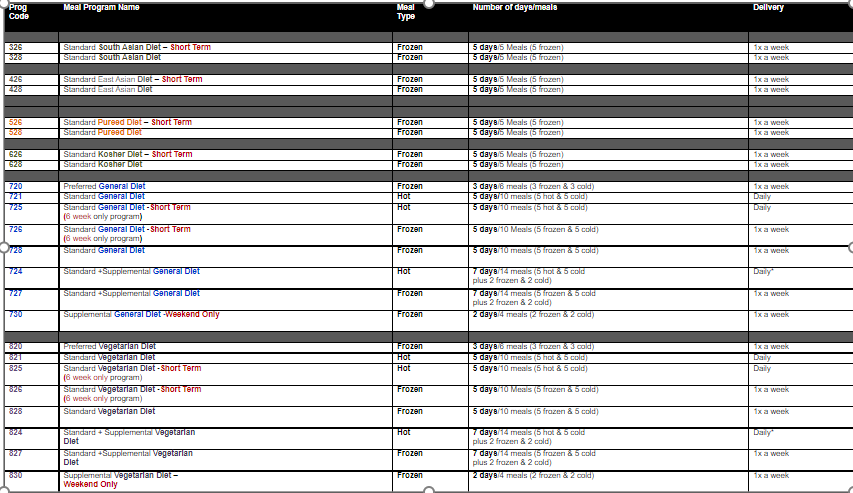 Prog Meal Program Name Meal Number of days/meals Delivery
Code Type
326 Standard South Asian Diet – Short Term Frozen 5 days/5 Meals (5 frozen) 1x a week
328 Standard South Asian Diet Frozen 5 days/5 Meals (5 frozen) 1x a week
426 Standard East Asian Diet – Short Term Frozen 5 days/5 Meals (5 frozen) 1x a week
428 Standard East Asian Diet Frozen 5 days/5 Meals (5 frozen) 1x a week
526 Standard Pureed Diet – Short Term Frozen 5 days/5 Meals (5 frozen) 1x a week
528 Standard Pureed Diet Frozen 5 days/5 Meals (5 frozen) 1x a week
626 Standard Kosher Diet – Short Term Frozen 5 days/5 Meals (5 frozen) 1x a week
628 Standard Kosher Diet Frozen 5 days/5 Meals (5 frozen) 1x a week
720 Preferred General Diet Frozen 3 days/6 meals (3 frozen & 3 cold) 1x a week
721 Standard General Diet Hot 5 days/10 meals (5 hot & 5 cold) Daily
725 Standard General Diet -Short Term Hot 5 days/10 meals (5 hot & 5 cold) Daily
(6 week only program)
726 Standard General Diet -Short Term Frozen 5 days/10 Meals (5 frozen & 5 cold) 1x a week
(6 week only program)
728 Standard General Diet Frozen 5 days/10 meals (5 frozen & 5 cold) 1x a week
724 Standard +Supplemental General Diet Hot 7 days/14 meals (5 hot & 5 cold Daily*
plus 2 frozen & 2 cold)
727 Standard +Supplemental General Diet Frozen 7 days/14 meals (5 frozen & 5 cold 1x a week
plus 2 frozen & 2 cold)
730 Supplemental General Diet -Weekend Only Frozen 2 days/4 meals (2 frozen & 2 cold) 1x a week
820 Preferred Vegetarian Diet Frozen 3 days/6 meals (3 frozen & 3 cold) 1x a week
821 Standard Vegetarian Diet Hot 5 days/10 meals (5 hot & 5 cold) Daily
825 Standard Vegetarian Diet -Short Term Hot 5 days/10 meals (5 hot & 5 cold) Daily
(6 week only program)
826 Standard Vegetarian Diet -Short Term Frozen 5 days/10 Meals (5 frozen & 5 cold) 1x a week
(6 week only program)
828 Standard Vegetarian Diet Frozen 5 days/10 meals (5 frozen & 5 cold) 1x a week
824 Standard + Supplemental Vegetarian Hot 7 days/14 meals (5 hot & 5 cold Daily*
Diet plus 2 frozen & 2 cold)
827 Standard +Supplemental Vegetarian Frozen 7 days/14 meals (5 frozen & 5 cold 1x a week
Diet plus 2 frozen & 2 cold)
830 Supplemental Vegetarian Diet – Frozen 2 days/4 meals (2 frozen & 2 cold) 1x a week
Weekend Only